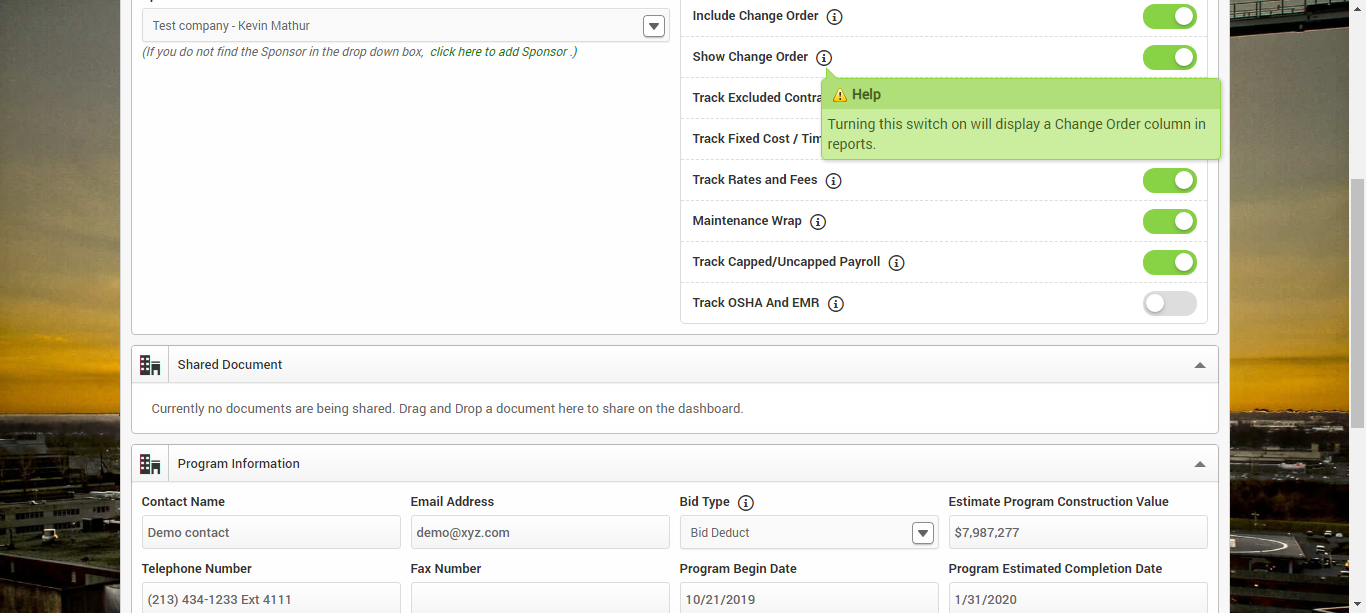 Test company - Kevin Mathur
(If you do not find the Sponsor in the drop down box, click here to add Sponsor .)
Include Change Order
Show Change Order
Help
Turning this switch on will display a Change Order column in
reports.
Track Excluded Contra
Track Fixed Cost / Tim
Track Rates and Fees
Maintenance Wrap
Track Capped/Uncapped Payroll
Track OSHA And EMR
Shared Document
Currently no documents are being shared. Drag and Drop a document here to share on the dashboard.
Program Information
Contact Name
Email Address
Bid Type
Estimate Program Construction Value
Demo contact
demo@xyz.com
Bid Deduct
$7,987,277
Telephone Number
Fax Number
Program Begin Date
Program Estimated Completion Date
(213) 434-1233 Ext 4111
10/21/2019
1/31/2020